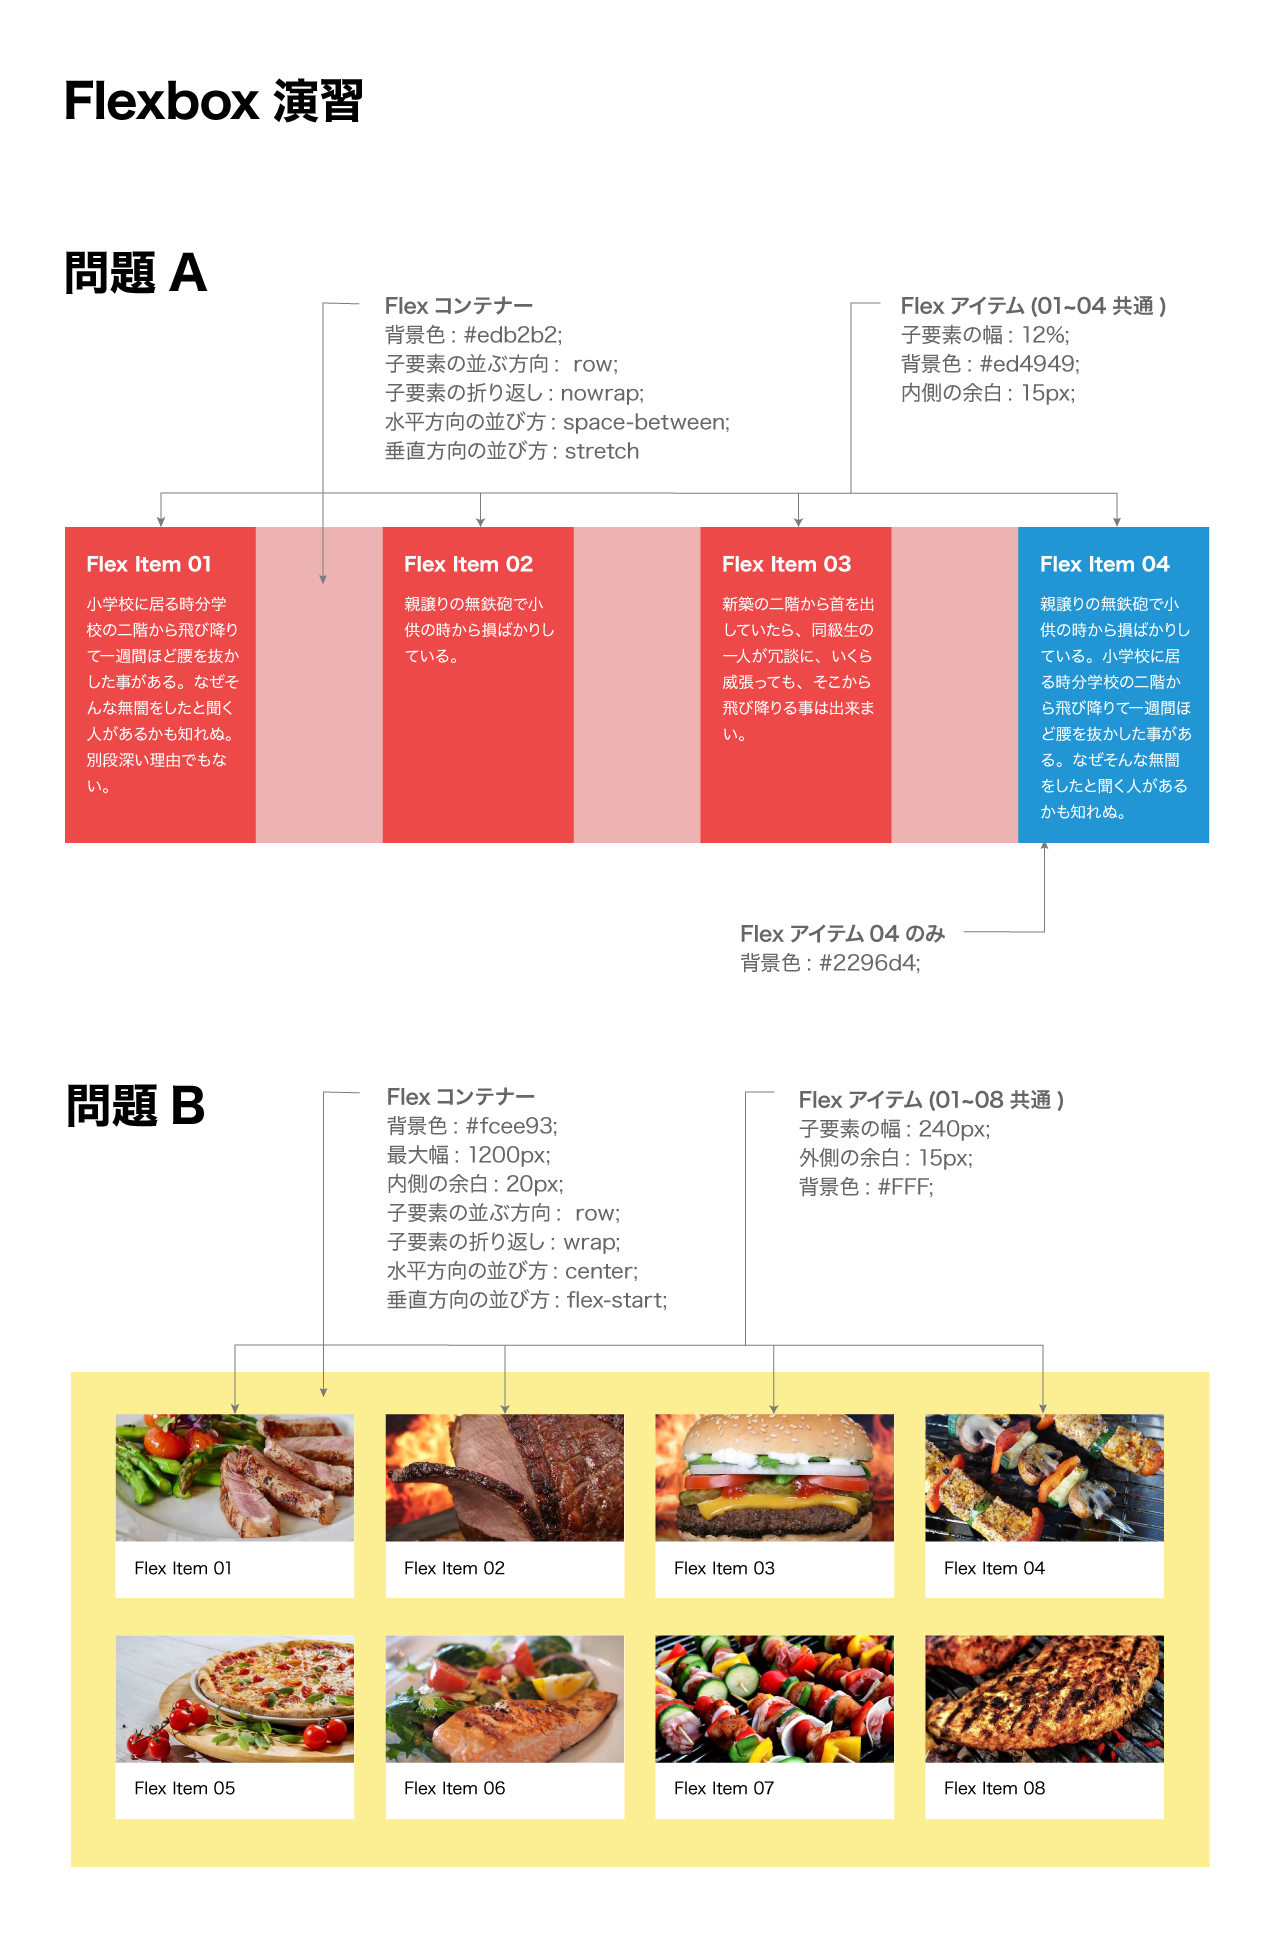 Flexbox 演習
問題 A
Flex コンテナー
背景色 : #edb2b2;
子要素の並ぶ方向 : row;
子要素の折り返し : nowrap;
水平方向の並び方 : space-between;
垂直方向の並び方 : stretch
Flex アイテム (01~04 共通 )
子要素の幅 : 12%;
背景色 : #ed4949;
内側の余白 : 15px;
Flex Item 01
小学校に居る時分学
校の二階から飛び降り
て一週間ほど腰を抜か
した事がある。なぜそ
んな無闇をしたと聞く
人があるかも知れぬ。
別段深い理由でもな
い。
Flex Item 02
親譲りの無鉄砲で小
供の時から損ばかりし
ている。
Flex Item 03
新築の二階から首を出
していたら、同級生の
一人が冗談に、いくら
威張っても、そこから
飛び降りる事は出来ま
い。
Flex Item 04
親譲りの無鉄砲で小
供の時から損ばかりし
ている。小学校に居
る時分学校の二階か
ら飛び降りて一週間ほ
ど腰を抜かした事があ
る。なぜそんな無闇
をしたと聞く人がある
かも知れぬ。
Flex アイテム 04 のみ
背景色 : #2296d4;
問題 B
Flex コンテナー
背景色 : #fcee93;
最大幅 : 1200px;
内側の余白 : 20px;
子要素の並ぶ方向 : row;
子要素の折り返し : wrap;
水平方向の並び方 : center;
垂直方向の並び方 : flex-start;
Flex アイテム (01~08 共通 )
子要素の幅 : 240px;
外側の余白 : 15px;
背景色 : #FFF;
Flex Item 01
Flex Item 02
Flex Item 03
Flex Item 04
Flex Item 05
Flex Item 06
Flex Item 07
Flex Item 08